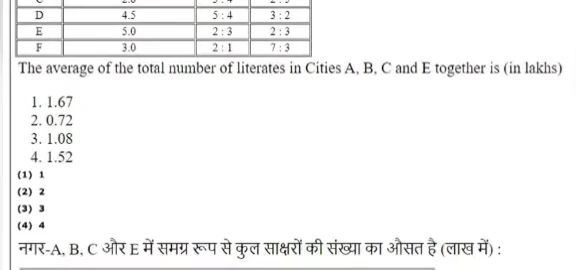 D 4.5 5 : 4 3 : 2
E 5.0 2 : 3 2 : 3
F 3.0 2 : 1 7 : 3
The average of the total number of literates in Cities A, B, C and E together is (in lakhs)
1. 1.67
2. 0.72
3. 1.08
4. 1.52
(1) 1
(2) 2
(3) 3
(4) 4
नगर-A, B, C और E में समग्र रूप से कुल साक्षरों की संख्या का औसत है (लाख में) :